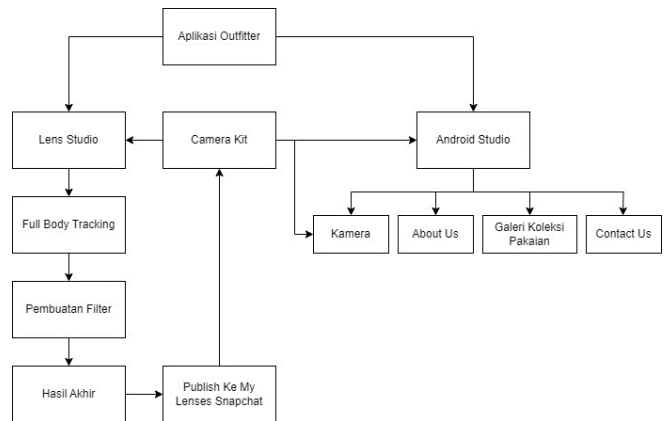 Aplikasi Outfitter
Lens Studio
Camera Kit
Android Studio
Full Body Tracking
Kamera
About Us
Galeri Koleksi
Pakaian
Contact Us
Pembuatan Filter
Hasil Akhir
Publish Ke My
Lenses Snapchat